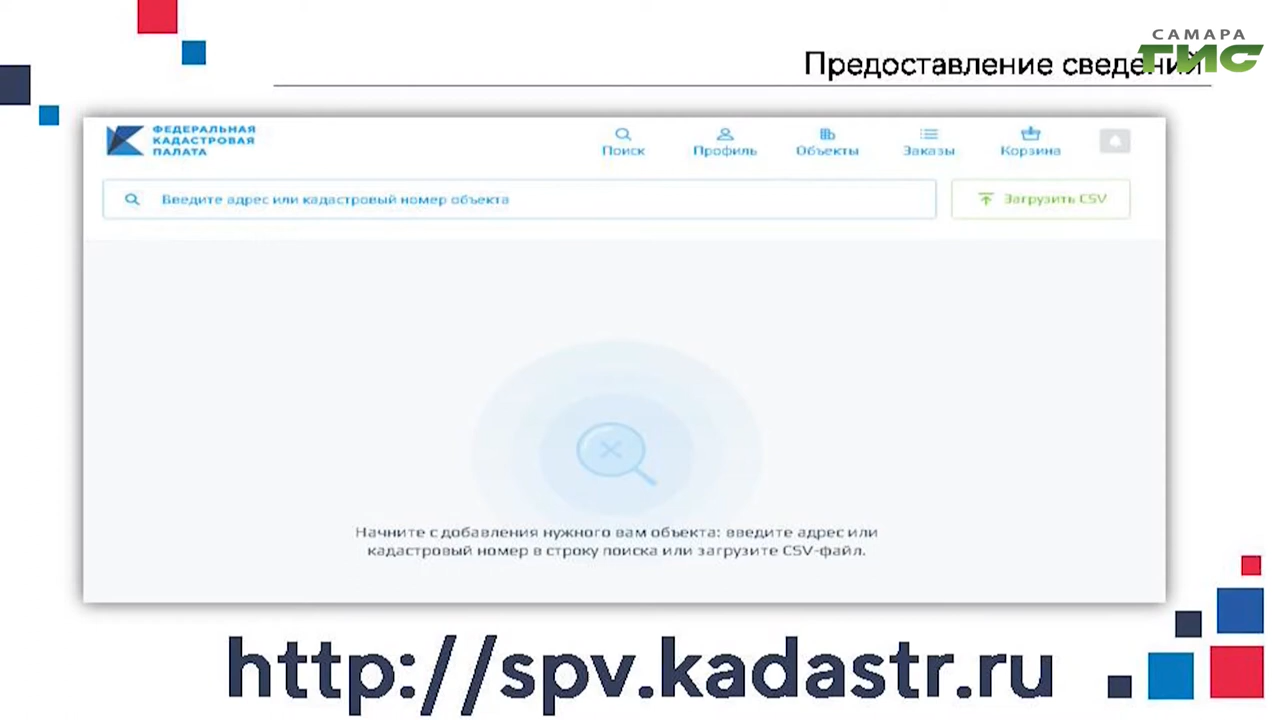 САМАРА
ГИС
Предоставление сведений
ФЕДЕРАЛЬНАЯ
КАДАСТРОВАЯ
ПАЛАТА
Поиск
Профиль
Объекты
Заказы
Корзина
Введите адрес или кадастровый номер объекта
Загрузить CSV
Начните с добавления нужного вам объекта: введите адрес или
кадастровый номер в строку поиска или загрузите CSV-файл.
http://spv.kadastr.ru